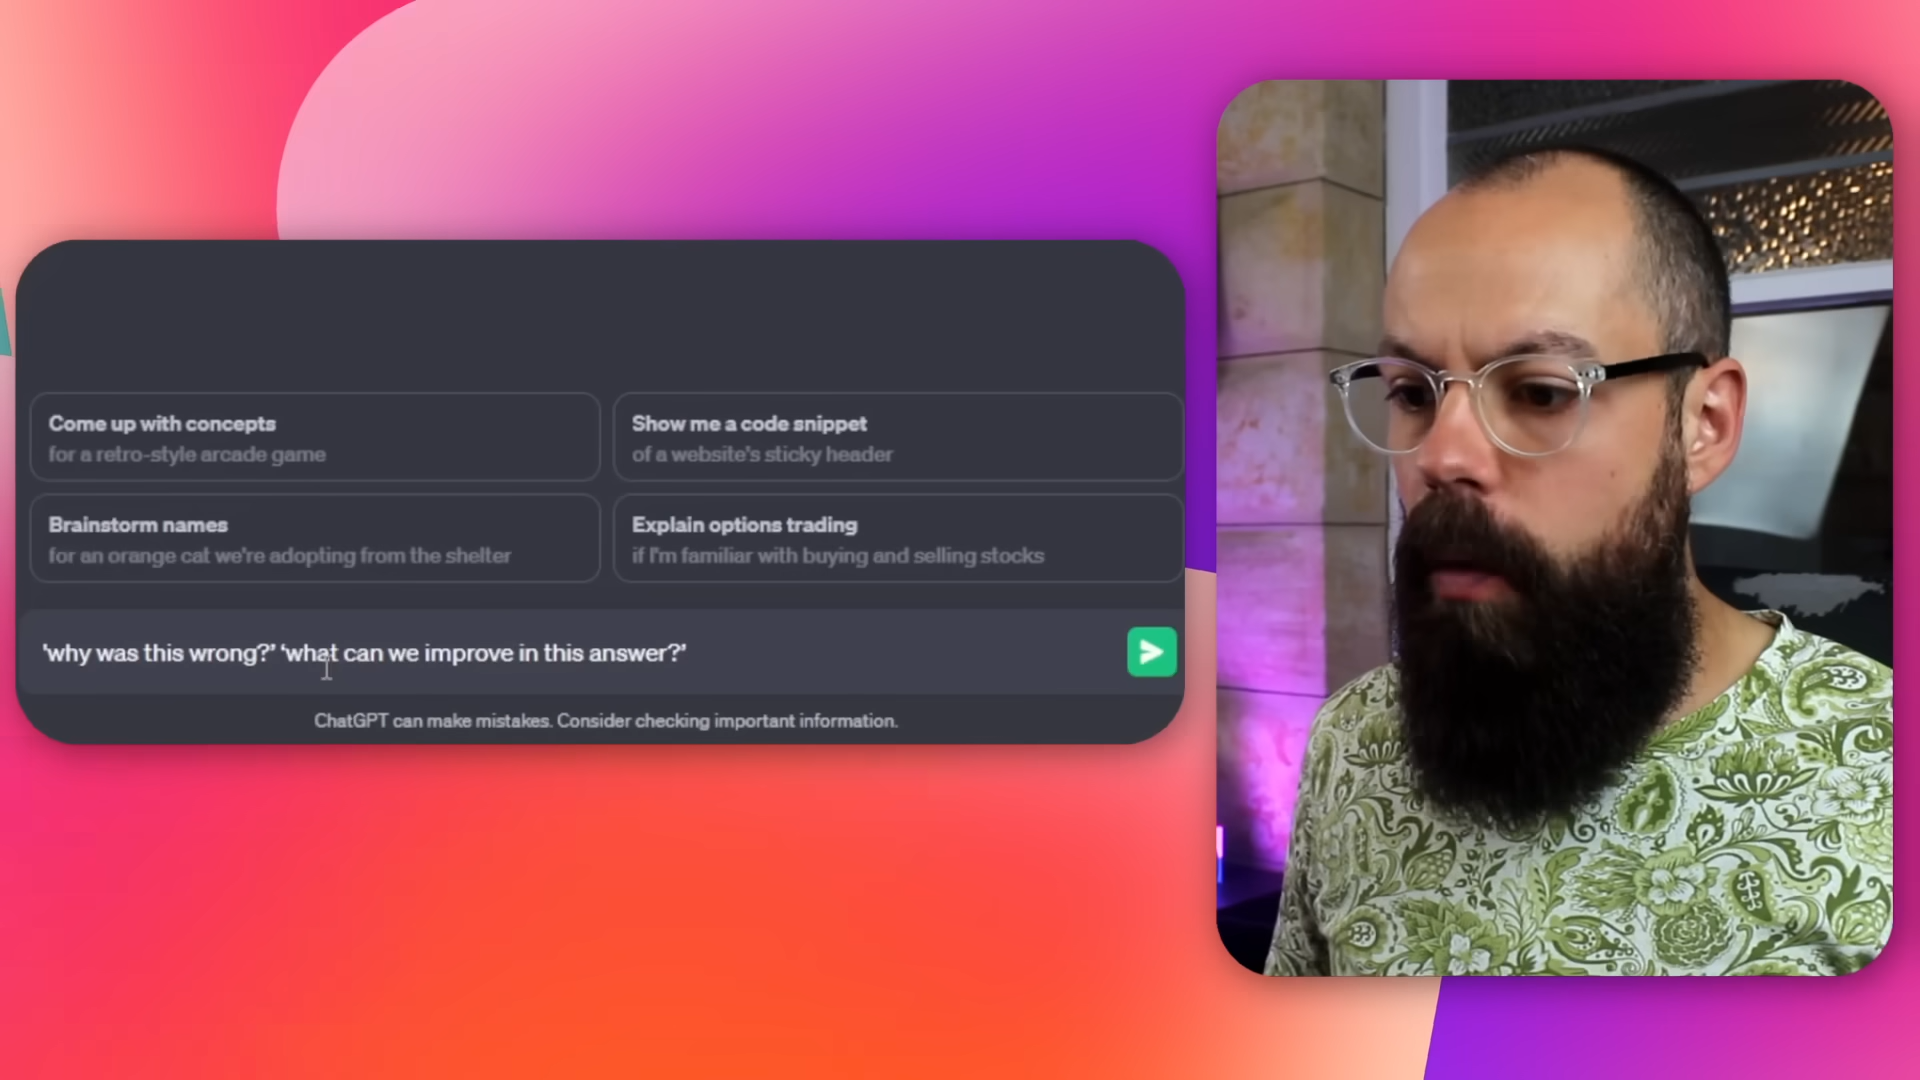 Come up with concepts
for a retro-style arcade game
Show me a code snippet
of a website's sticky header
Brainstorm names
for an orange cat we're adopting from the shelter
Explain options trading
if I'm familiar with buying and selling stocks
'why was this wrong?' 'what can we improve in this answer?'
ChatGPT can make mistakes. Consider checking important information.